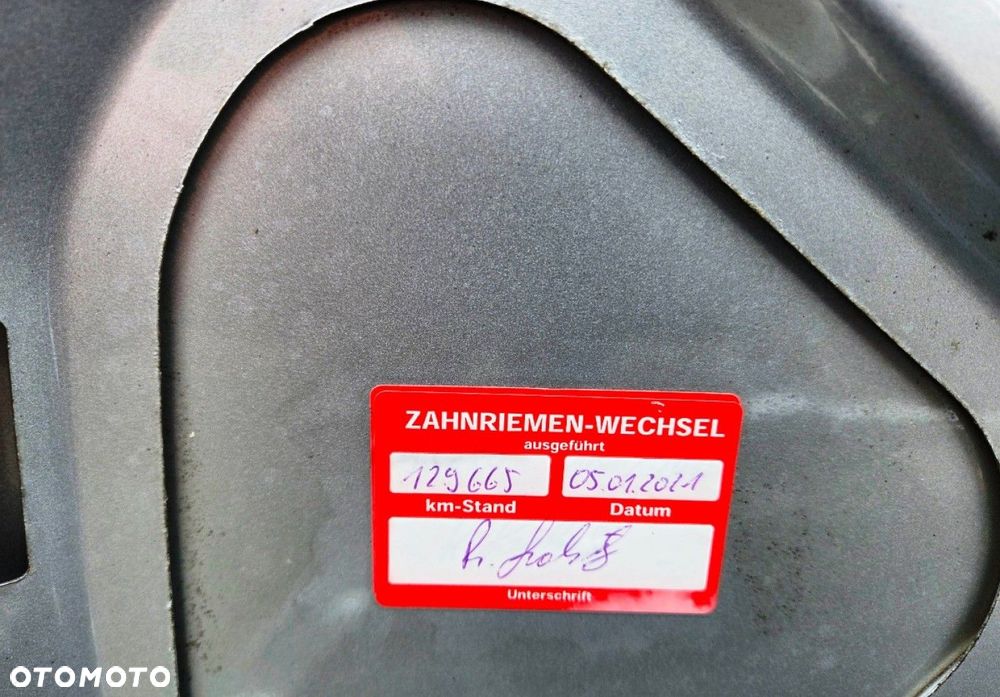 ZAHNRIEMEN-WECHSEL
ausgeführt
129665 05.01.2021
km-Stand Datum
Unterschrift
OTOMOTO